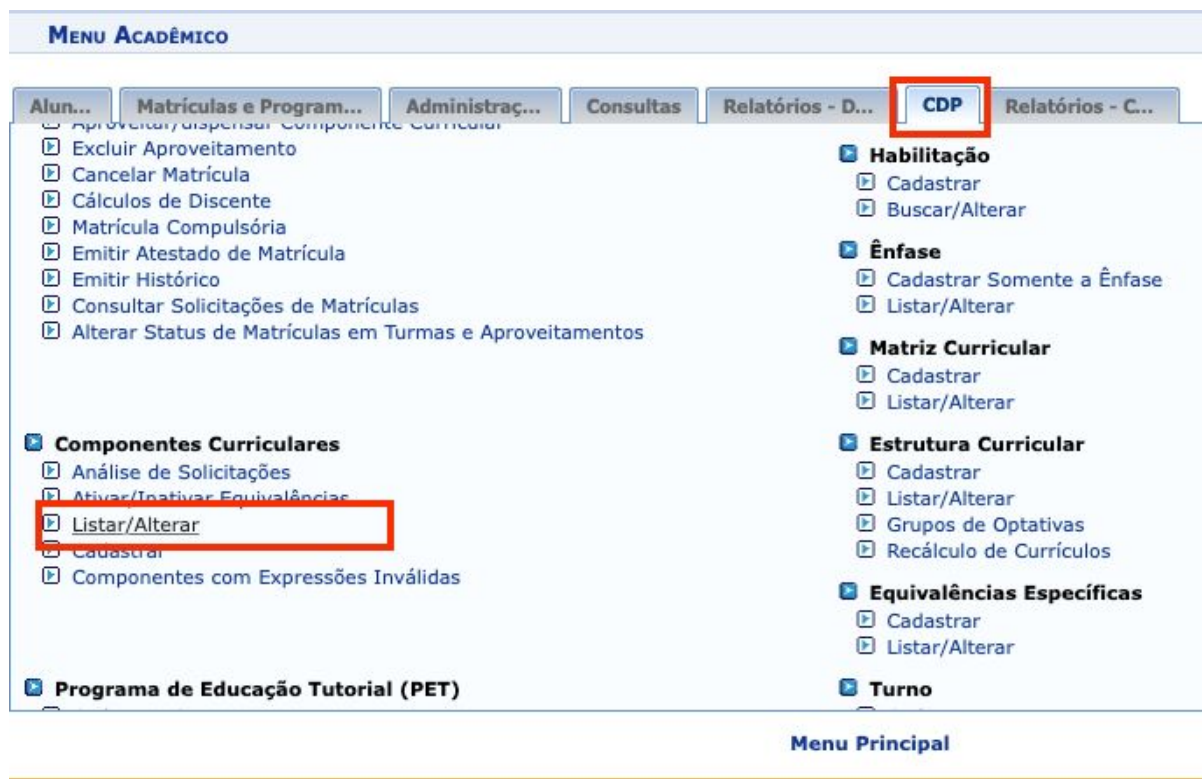 MENU ACADÊMICO
Alun... Matrículas e Program... Administraç... Consultas Relatórios - D... CDP Relatórios - C...
Aproveitar/dispensar Componente Curricular
Excluir Aproveitamento
Cancelar Matrícula
Cálculos de Discente
Matrícula Compulsória
Emitir Atestado de Matrícula
Emitir Histórico
Consultar Solicitações de Matrículas
Alterar Status de Matrículas em Turmas e Aproveitamentos
Componentes Curriculares
Análise de Solicitações
Ativar/Inativar Equivalências
Listar/Alterar
Cadastrar
Componentes com Expressões Inválidas
Programa de Educação Tutorial (PET)
Habilitação
Cadastrar
Buscar/Alterar
Ênfase
Cadastrar Somente a Ênfase
Listar/Alterar
Matriz Curricular
Cadastrar
Listar/Alterar
Estrutura Curricular
Cadastrar
Listar/Alterar
Grupos de Optativas
Recálculo de Currículos
Equivalências Específicas
Cadastrar
Listar/Alterar
Turno
Menu Principal